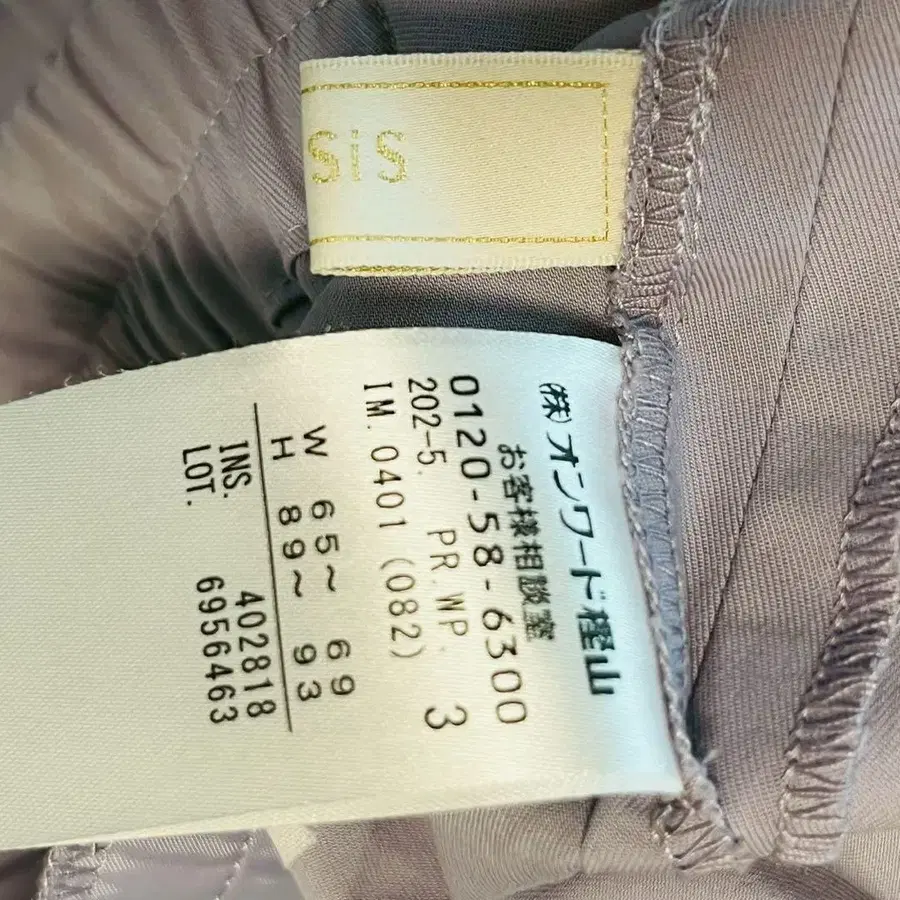 SiS
㈱オンワード樫山
お客様相談室
0120-58-6300
202-5. PR.WP. 3
IM.0401(082)
W 65~ 69
H 89~ 93
INS. 402818
LOT. 6956463